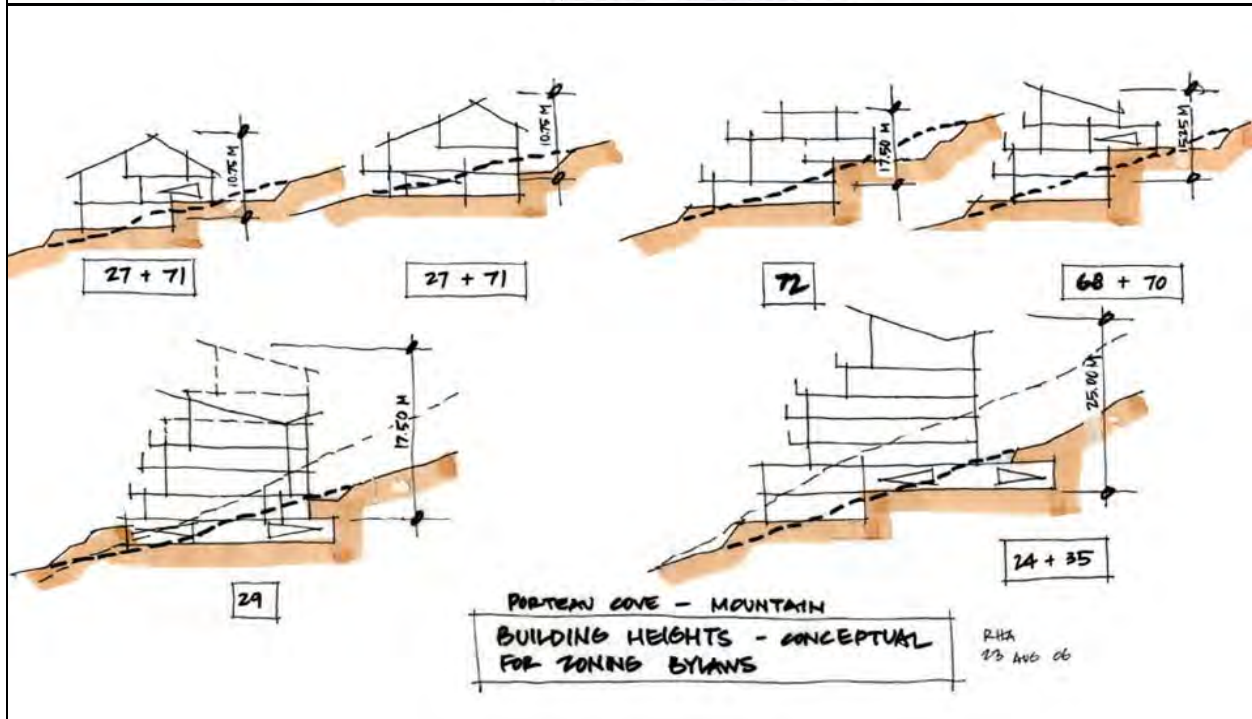 10.75 M
10.75 M
17.50 M
15.25 M
27 + 71
27 + 71
72
68 + 70
17.50 M
25.00 M
29
24 + 35
PORTEAU COVE - MOUNTAIN
BUILDING HEIGHTS - CONCEPTUAL
FOR ZONING BYLAWS
RHA
23 AUG 06